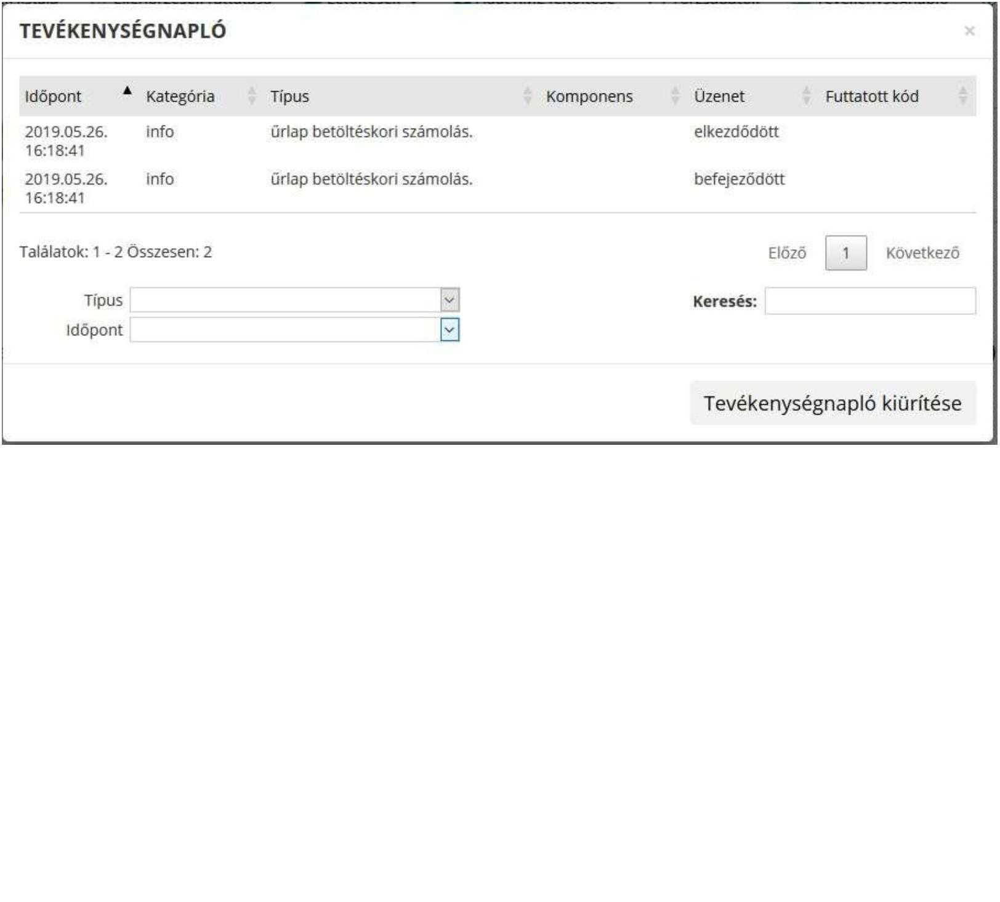 TEVÉKENYSÉGNAPLÓ ×
Időpont Kategória Típus Komponens Üzenet Futtatott kód
2019.05.26. info űrlap betöltéskori számolás. elkezdődött
16:18:41
2019.05.26. info űrlap betöltéskori számolás. befejeződött
16:18:41
Találatok: 1 - 2 Összesen: 2 Előző 1 Következő
Típus Keresés:
Időpont
Tevékenységnapló kiürítése